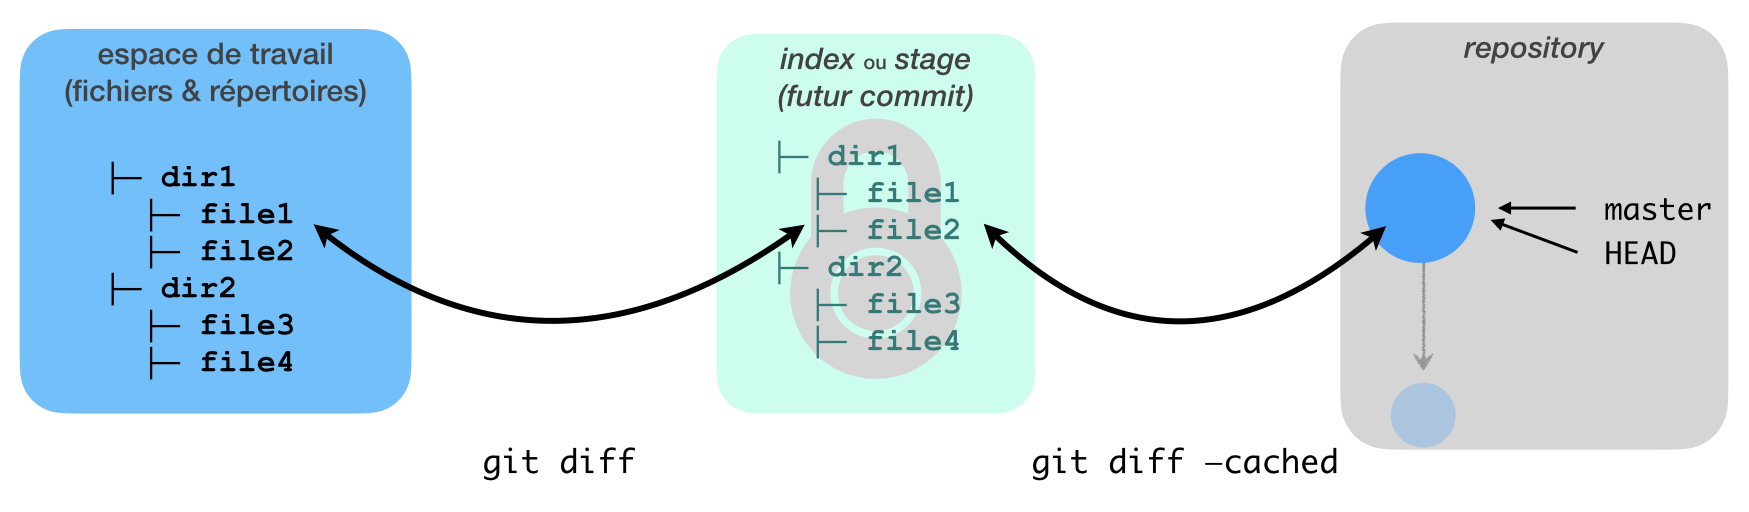 espace de travail
(fichiers & répertoires)
├─ dir1
├─ file1
├─ file2
├─ dir2
├─ file3
├─ file4
index ou stage
(futur commit)
├─ dir1
├─ file1
├─ file2
├─ dir2
├─ file3
├─ file4
repository
master
HEAD
git diff
git diff —cached